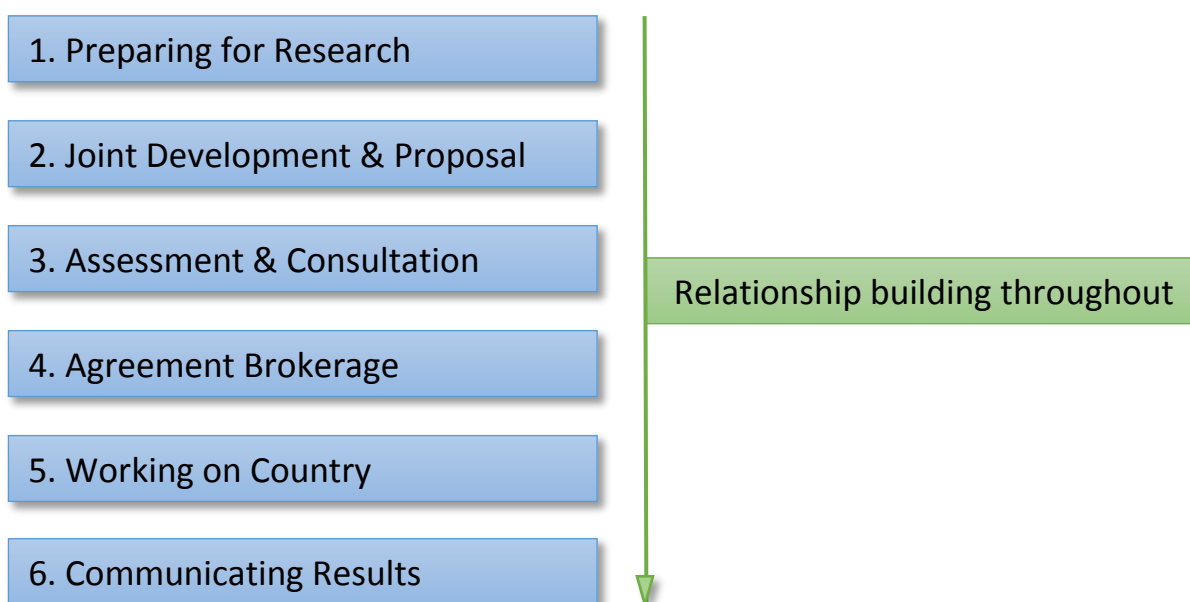 1. Preparing for Research
2. Joint Development & Proposal
3. Assessment & Consultation
Relationship building throughout
4. Agreement Brokerage
5. Working on Country
6. Communicating Results